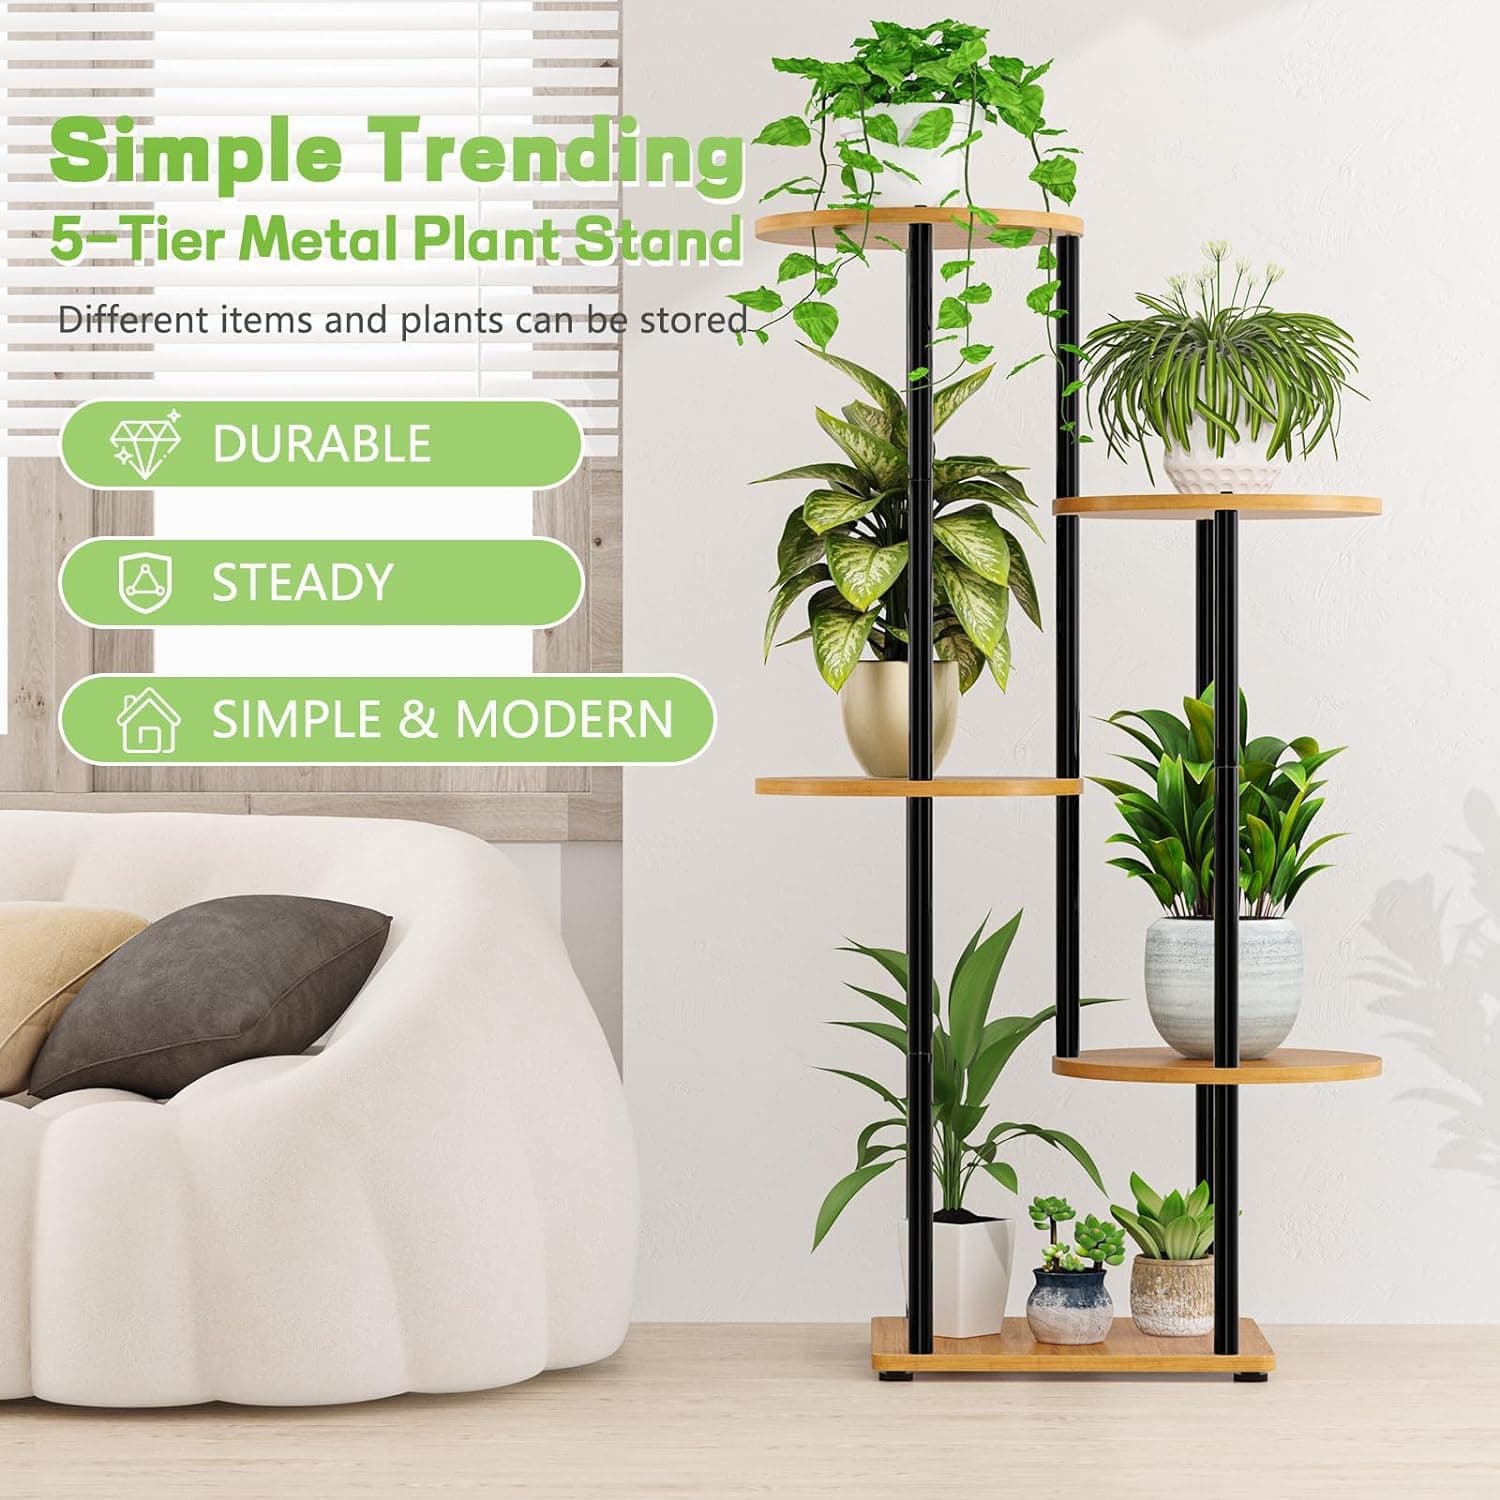 Simple Trending
5-Tier Metal Plant Stand
Different items and plants can be stored
DURABLE
STEADY
SIMPLE & MODERN